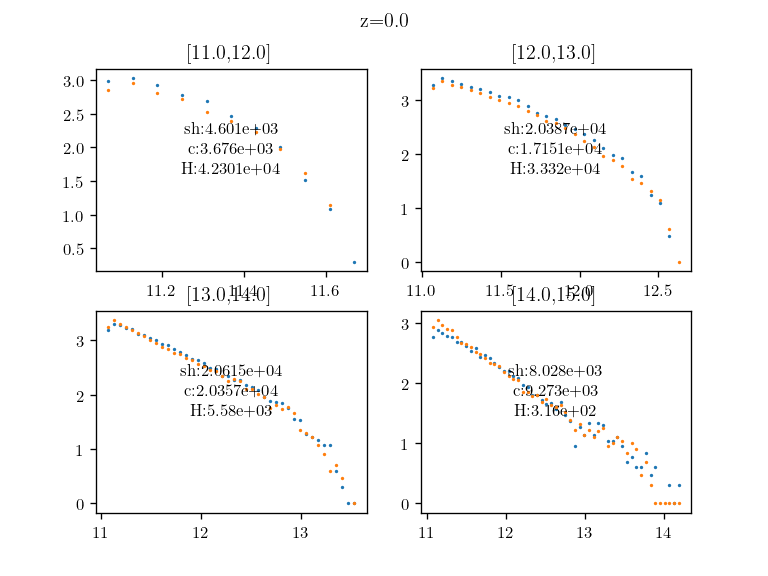 z=0.0
[11.0,12.0]
[12.0,13.0]
3.0
2.5
2.0
1.5
1.0
0.5
sh:4.601e+03
c:3.676e+03
H:4.2301e+04
11.2
11.4
11.6
3
2
1
0
sh:2.0387e+04
c:1.7151e+04
H:3.332e+04
11.0
11.5
12.0
12.5
[13.0,14.0]
[14.0,15.0]
3
2
1
0
sh:2.0615e+04
c:2.0357e+04
H:5.58e+03
11
12
13
3
2
1
0
sh:8.028e+03
c:9.273e+03
H:3.16e+02
11
12
13
14